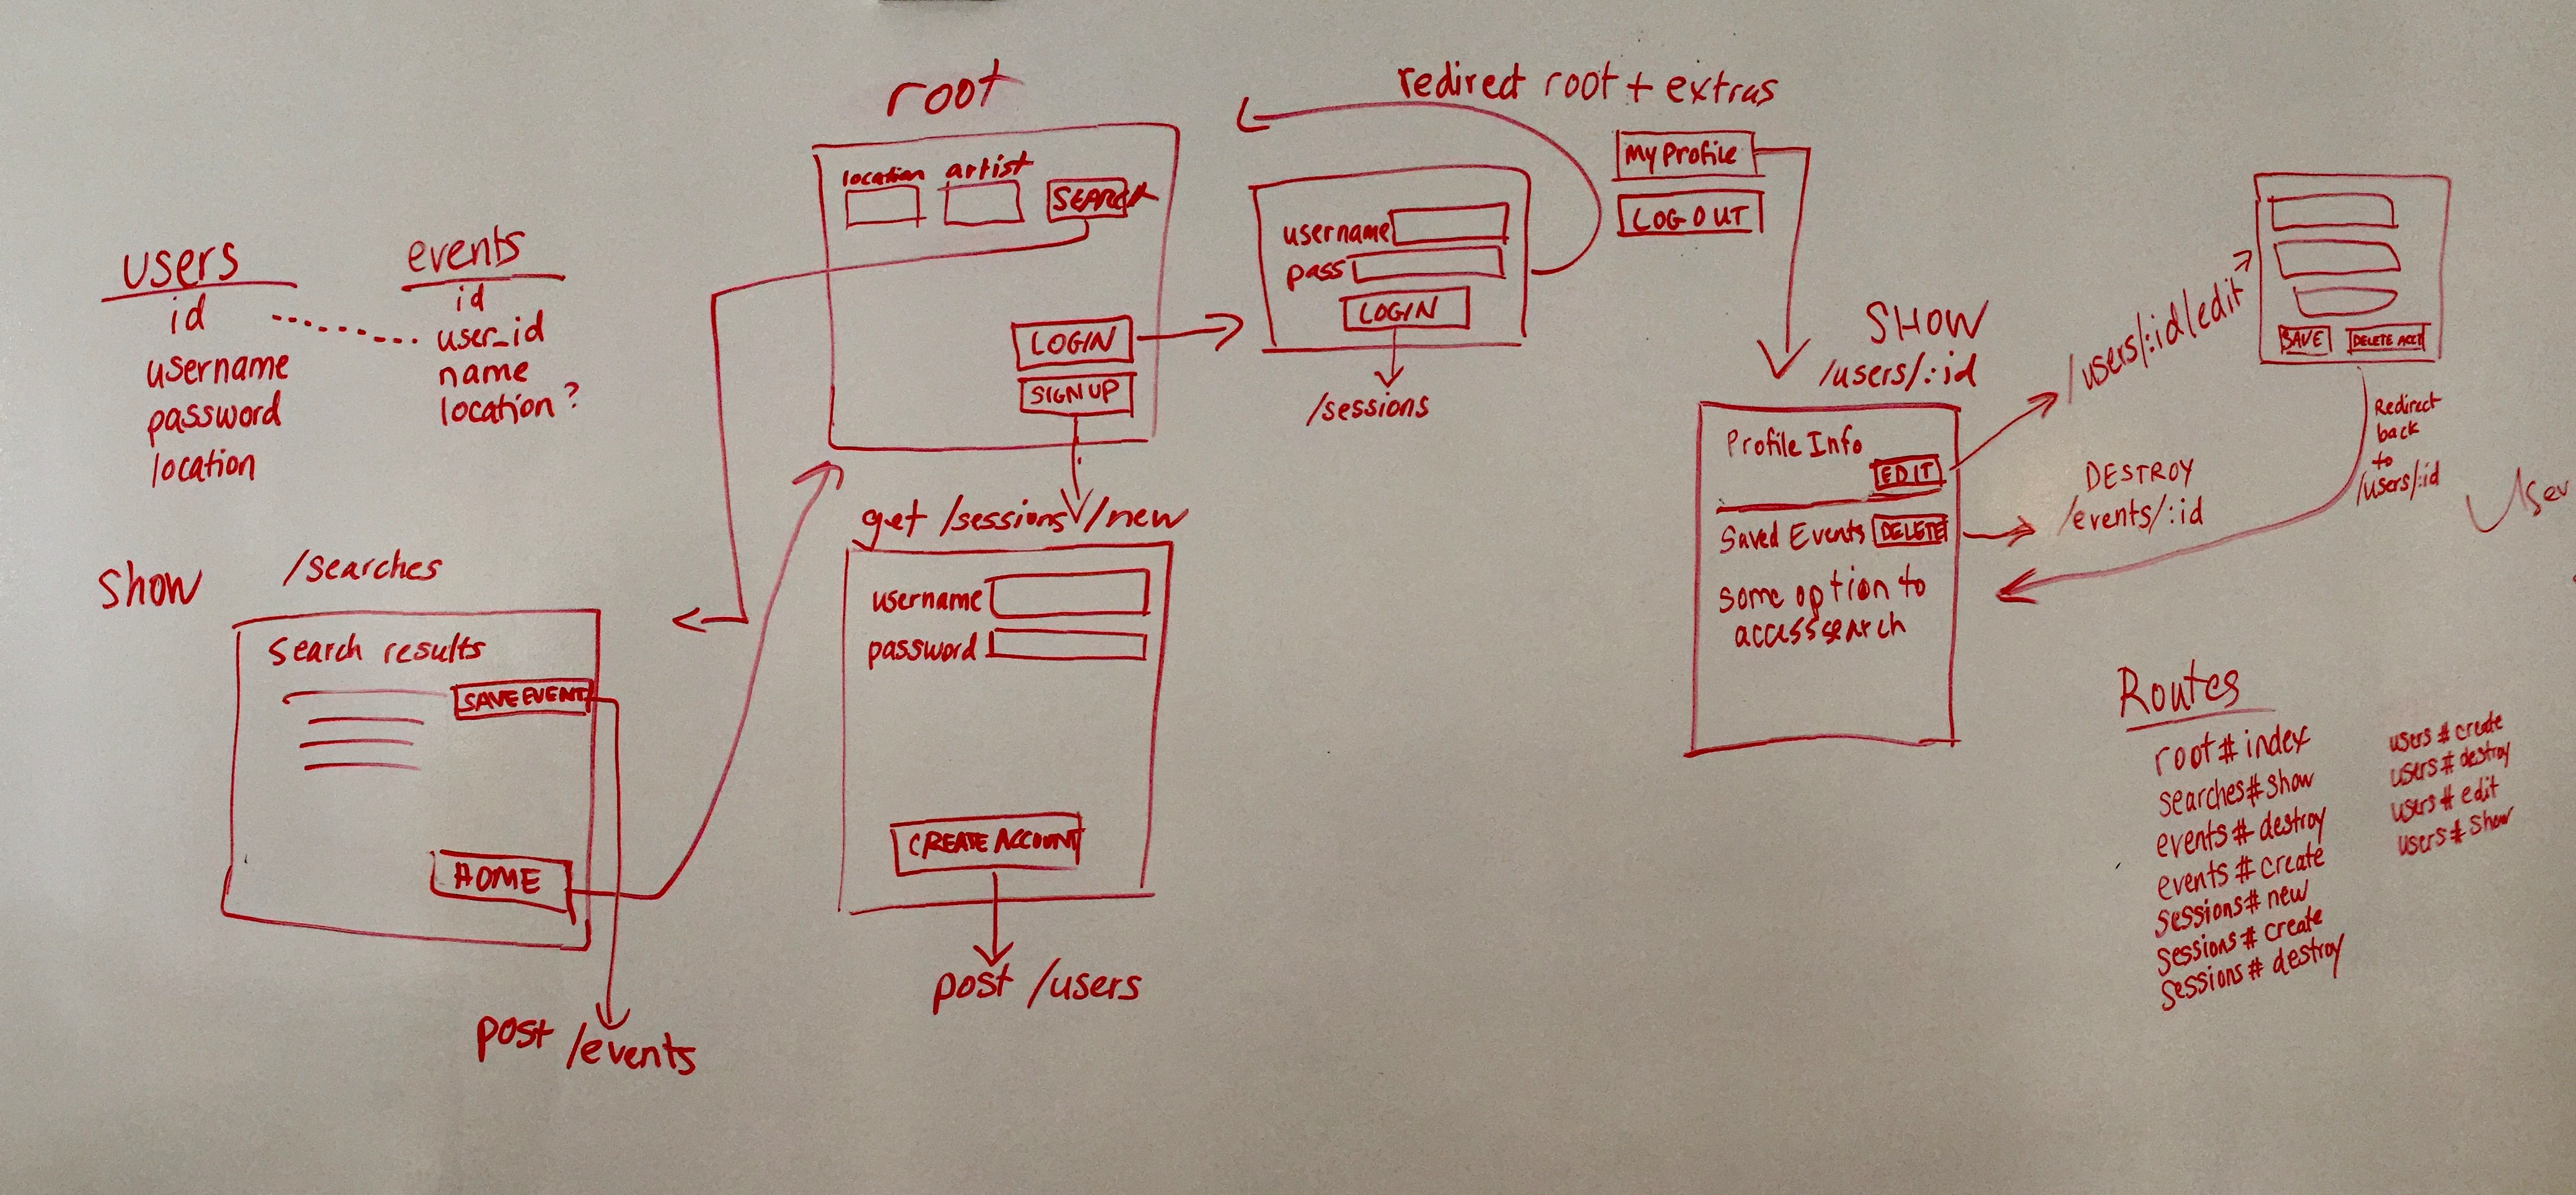 users
id
username
password
location
events
id
user_id
name
location?
show
/searches
Search results
SAVE EVENT
HOME
post /events
root
location
artist
SEARCH
LOGIN
SIGN UP
get /sessions/new
username
password
CREATE ACCOUNT
post /users
redirect root + extras
username
pass
LOGIN
/sessions
My Profile
LOG OUT
SHOW
/users/:id
Profile Info
EDIT
Saved Events
DELETE
some option to
access search
/users/:id/edit
DESTROY
/events/:id
SAVE
DELETE ACCT
Redirect
back
to
/users/:id
User
Routes
root # index
searches # show
events # destroy
events # create
sessions # new
sessions # create
sessions # destroy
users # create
users # destroy
users # edit
users # show